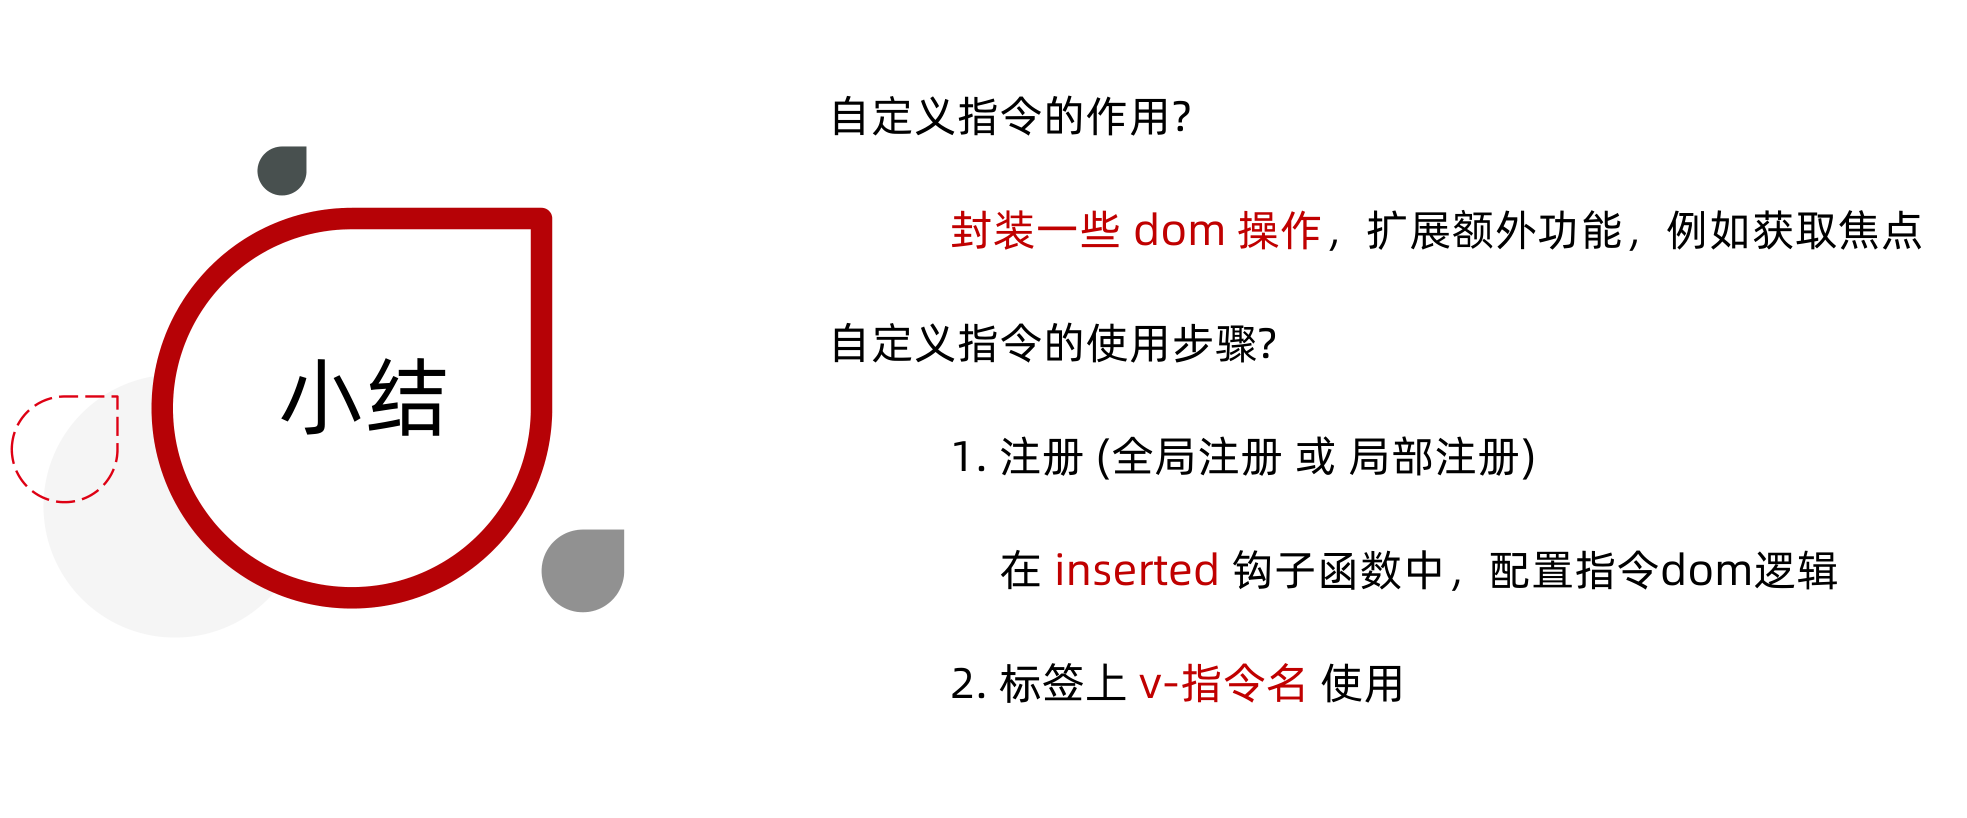 小结
自定义指令的作用?
封装一些 dom 操作，扩展额外功能，例如获取焦点
自定义指令的使用步骤?
1. 注册 (全局注册 或 局部注册)
在 inserted 钩子函数中，配置指令dom逻辑
2. 标签上 v-指令名 使用